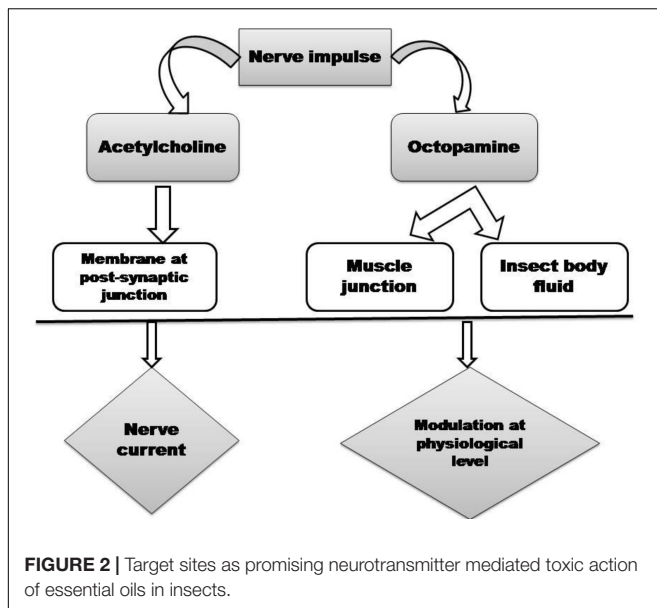 Nerve impulse
Acetylcholine
Octopamine
Membrane at
post-synaptic
junction
Muscle
junction
Insect body
fluid
Nerve
current
Modulation at
physiological
level
FIGURE 2 | Target sites as promising neurotransmitter mediated toxic action
of essential oils in insects.